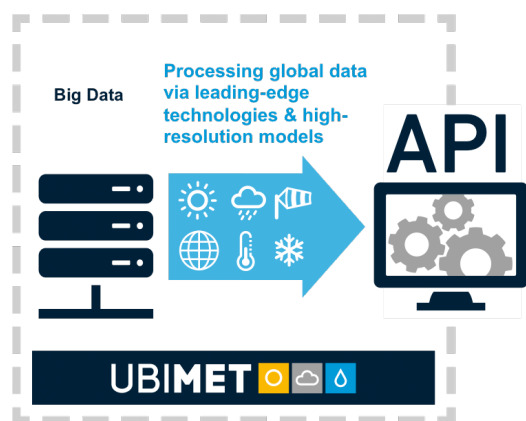 Big Data
Processing global data
via leading-edge
technologies & high-
resolution models
API
UBIMET